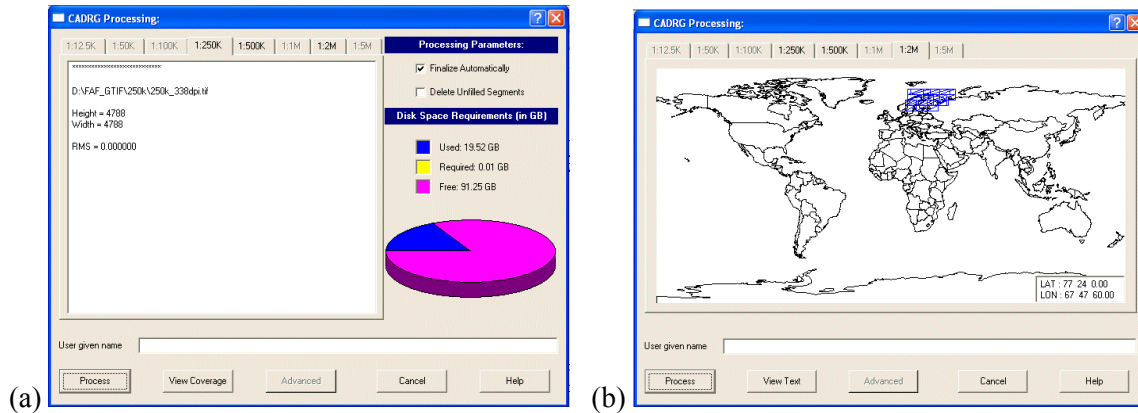 CADRG Processing:
1:12.5K 1:50K 1:100K 1:250K 1:500K 1:1M 1:2M 1:5M
D:\FAF_GTIF\250k\250k_338dpi.tif
Height = 4788
Width = 4788
RMS = 0.000000
Processing Parameters:
Finalize Automatically
Delete Unfilled Segments
Disk Space Requirements (in GB)
Used: 19.52 GB
Required: 0.01 GB
Free: 91.25 GB
User given name
Process View Coverage Advanced Cancel Help
(a)
CADRG Processing:
1:12.5K 1:50K 1:100K 1:250K 1:500K 1:1M 1:2M 1:5M
LAT : 77 24 0.00
LON : 67 47 60.00
User given name
Process View Text Advanced Cancel Help
(b)